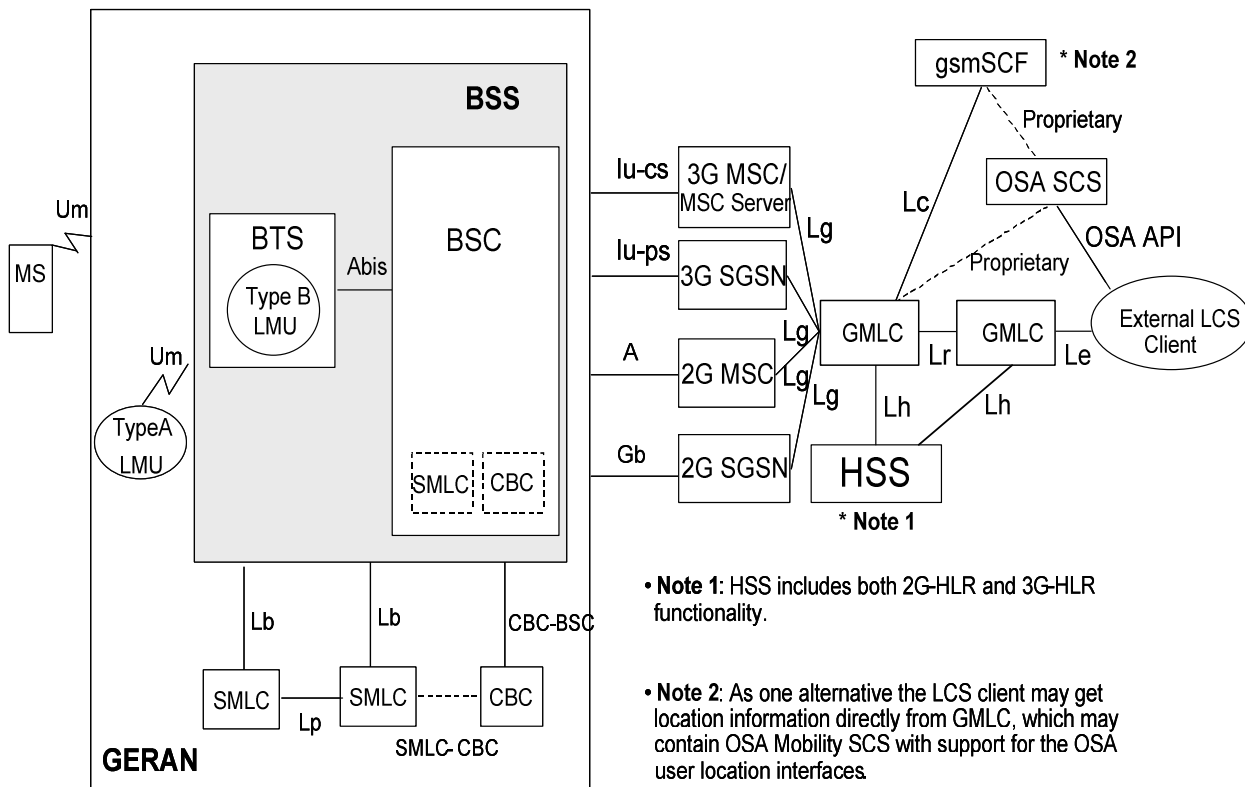 gsmSCF
* Note 2
BSS
Proprietary
Iu-cs
3G MSC/
MSC Server
OSA SCS
Um
Lc
Lg
BTS
BSC
OSA API
MS
Abis
Iu-ps
3G SGSN
Proprietary
Type B
LMU
GMLC
GMLC
External LCS
Client
Um
A
Lg
Lr
Le
2G MSC
Lg
Lg
TypeA
LMU
Lh
Lh
Gb
2G SGSN
HSS
SMLC
CBC
* Note 1
• Note 1: HSS includes both 2G-HLR and 3G-HLR
functionality.
Lb
Lb
CBC-BSC
SMLC
SMLC
CBC
Lp
SMLC- CBC
GERAN
• Note 2: As one alternative the LCS client may get
location information directly from GMLC, which may
contain OSA Mobility SCS with support for the OSA
user location interfaces.